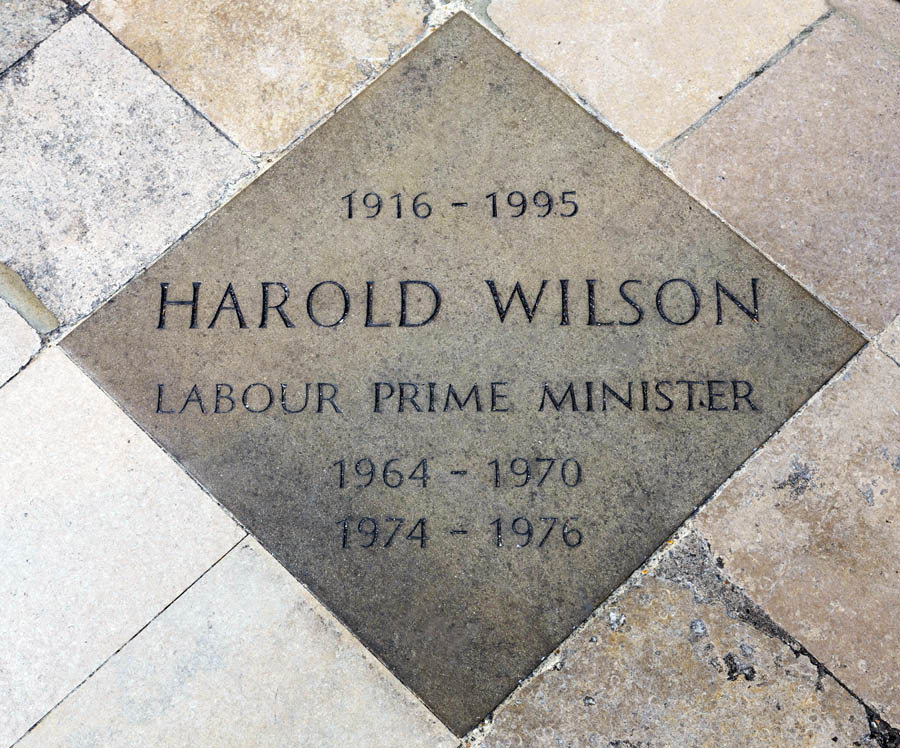 1916 - 1995
HAROLD WILSON
LABOUR PRIME MINISTER
1964 - 1970
1974 - 1976